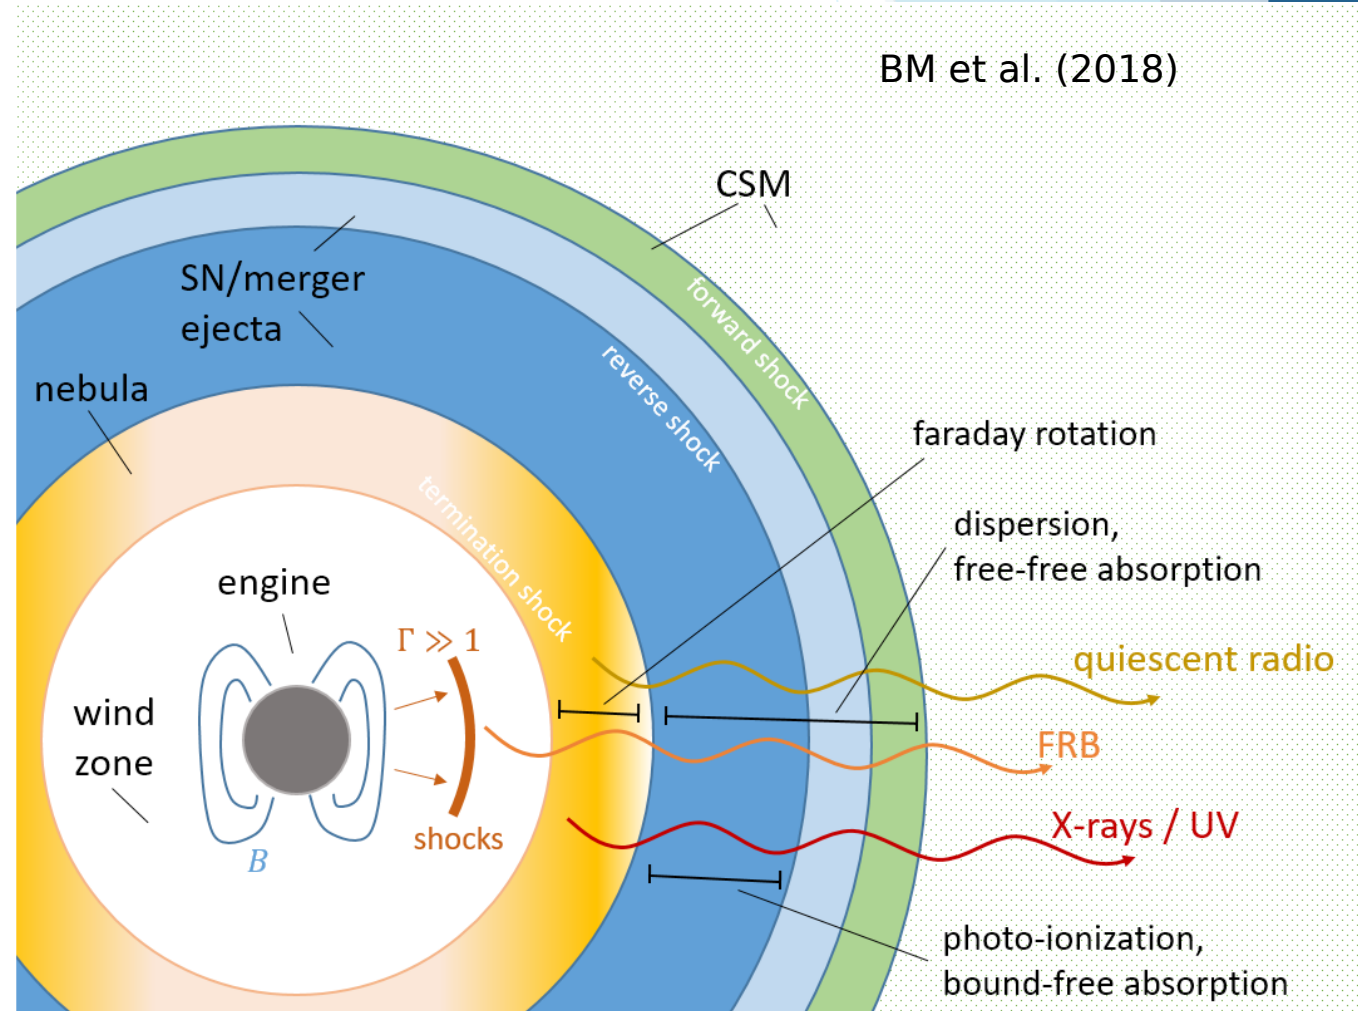 BM et al. (2018)
CSM
SN/merger
ejecta
forward shock
reverse shock
nebula
faraday rotation
termination shock
dispersion,
free-free absorption
engine
Γ ≫ 1
quiescent radio
wind
zone
FRB
X-rays / UV
shocks
B
photo-ionization,
bound-free absorption